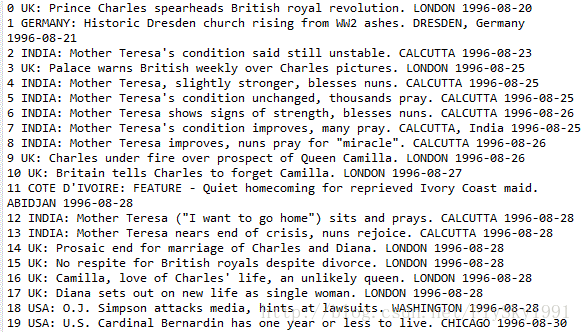 0 UK: Prince Charles spearheads British royal revolution. LONDON 1996-08-20
1 GERMANY: Historic Dresden church rising from WW2 ashes. DRESDEN, Germany
1996-08-21
2 INDIA: Mother Teresa's condition said still unstable. CALCUTTA 1996-08-23
3 UK: Palace warns British weekly over Charles pictures. LONDON 1996-08-25
4 INDIA: Mother Teresa, slightly stronger, blesses nuns. CALCUTTA 1996-08-25
5 INDIA: Mother Teresa's condition unchanged, thousands pray. CALCUTTA 1996-08-25
6 INDIA: Mother Teresa shows signs of strength, blesses nuns. CALCUTTA 1996-08-26
7 INDIA: Mother Teresa's condition improves, many pray. CALCUTTA, India 1996-08-25
8 INDIA: Mother Teresa improves, nuns pray for "miracle". CALCUTTA 1996-08-26
9 UK: Charles under fire over prospect of Queen Camilla. LONDON 1996-08-26
10 UK: Britain tells Charles to forget Camilla. LONDON 1996-08-27
11 COTE D'IVOIRE: FEATURE - Quiet homecoming for reprieved Ivory Coast maid.
ABIDJAN 1996-08-28
12 INDIA: Mother Teresa ("I want to go home") sits and prays. CALCUTTA 1996-08-28
13 INDIA: Mother Teresa nears end of crisis, nuns rejoice. CALCUTTA 1996-08-28
14 UK: Prosaic end for marriage of Charles and Diana. LONDON 1996-08-28
15 UK: No respite for British royals despite divorce. LONDON 1996-08-28
16 UK: Camilla, love of Charles' life, an unlikely queen. LONDON 1996-08-28
17 UK: Diana sets out on new life as single woman. LONDON 1996-08-28
18 USA: O.J. Simpson attacks media, hints at lawsuits. WASHINGTON 1996-08-28
19 USA: U.S. Cardinal Bernardin has one year or less to live. CHICAGO 1996-08-30